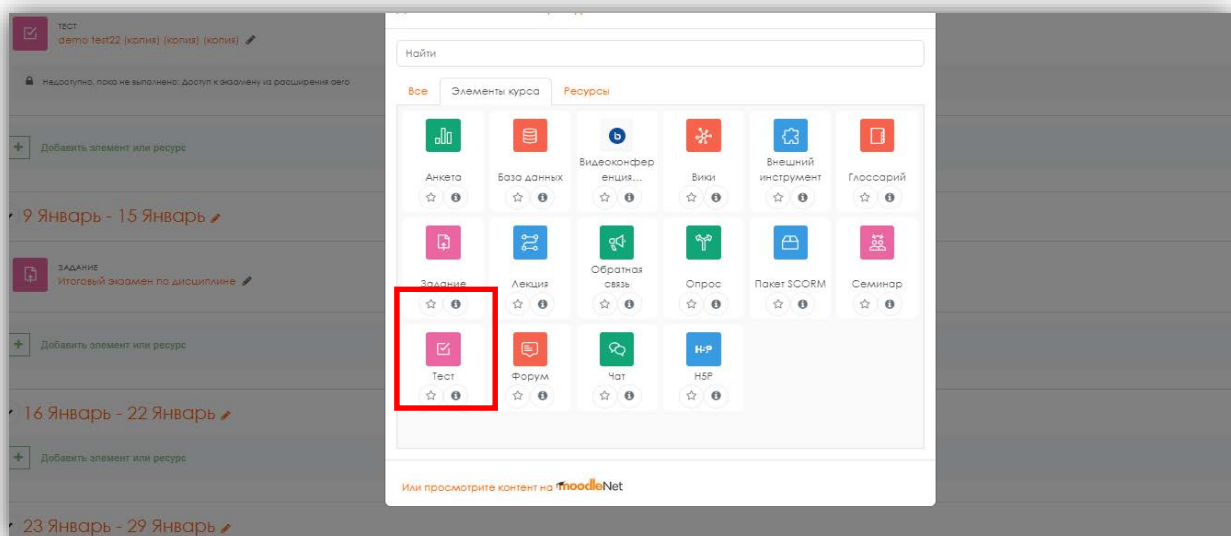 ТЕСТ
demo test22 (копия) (копия) (копия)
Недоступно, пока не выполнено: Доступ к экзамену из расширения aero
Добавить элемент или ресурс
9 Январь - 15 Январь
ЗАДАНИЕ
Итоговый экзамен по дисциплине
Добавить элемент или ресурс
16 Январь - 22 Январь
Добавить элемент или ресурс
23 Январь - 29 Январь
Найти
Все Элементы курса Ресурсы
Анкета
База данных
Видеоконфер
енция...
Вики
Внешний
инструмент
Глоссарий
Задание
Лекция
Обратная
связь
Опрос
Пакет SCORM
Семинар
Тест
Форум
Чат
H5P
H5P
Или просмотрите контент на moodleNet